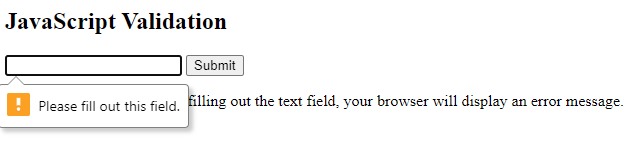 JavaScript Validation
Submit
Please fill out this field.
filling out the text field, your browser will display an error message.